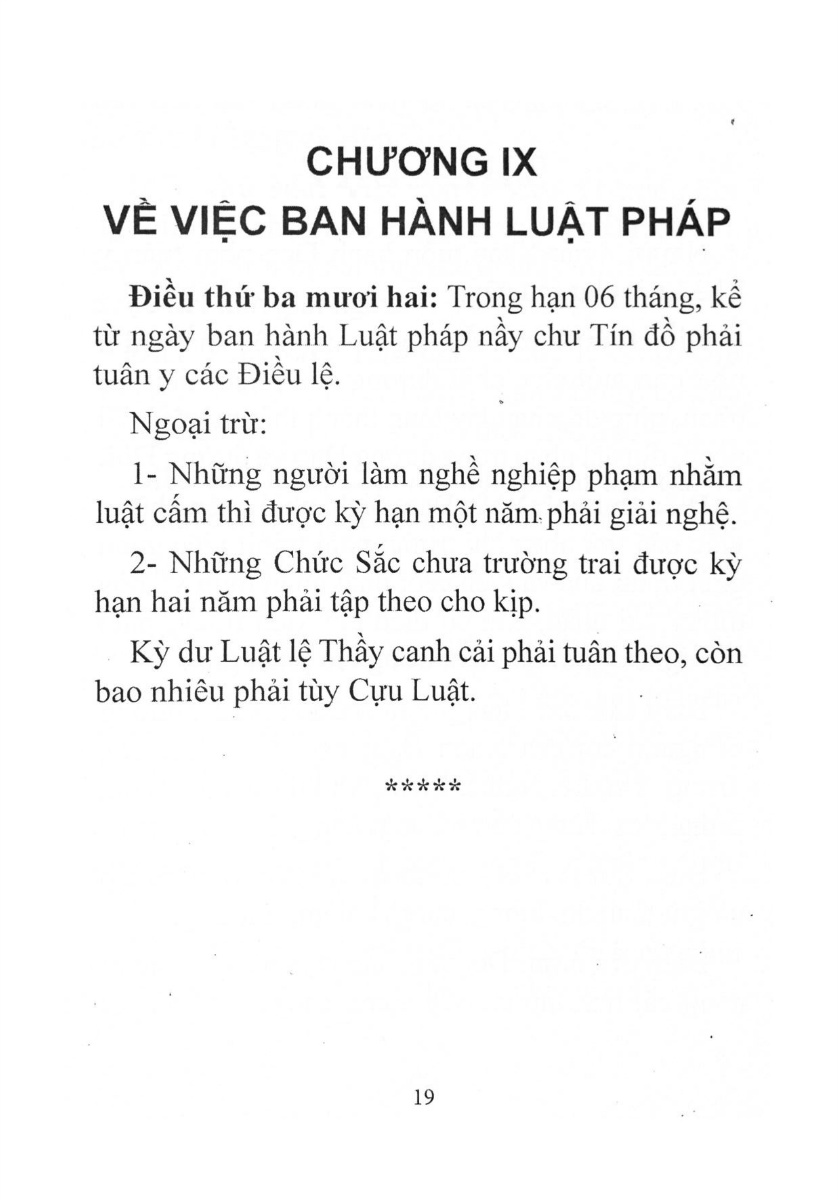 CHƯƠNG IX
VỀ VIỆC BAN HÀNH LUẬT PHÁP
Điều thứ ba mươi hai: Trong hạn 06 tháng, kể
từ ngày ban hành Luật pháp nầy chư Tín đồ phải
tuân y các Điều lệ.
Ngoại trừ:
1- Những người làm nghề nghiệp phạm nhằm
luật cấm thì được kỳ hạn một năm phải giải nghệ.
2- Những Chức Sắc chưa trường trai được kỳ
hạn hai năm phải tập theo cho kịp.
Kỳ dư Luật lệ Thầy canh cải phải tuân theo, còn
bao nhiêu phải tùy Cựu Luật.
*****
19